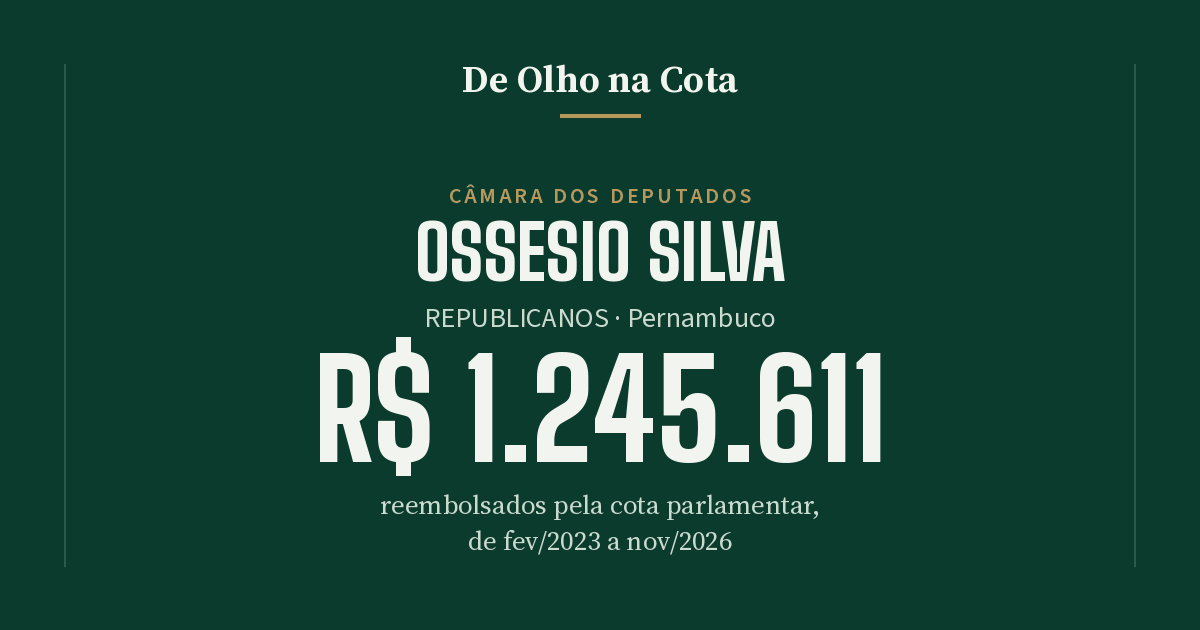 De Olho na Cota
CÂMARA DOS DEPUTADOS
OSSESIO SILVA
REPUBLICANOS · Pernambuco
R$ 1.245.611
reembolsados pela cota parlamentar,
de fev/2023 a nov/2026